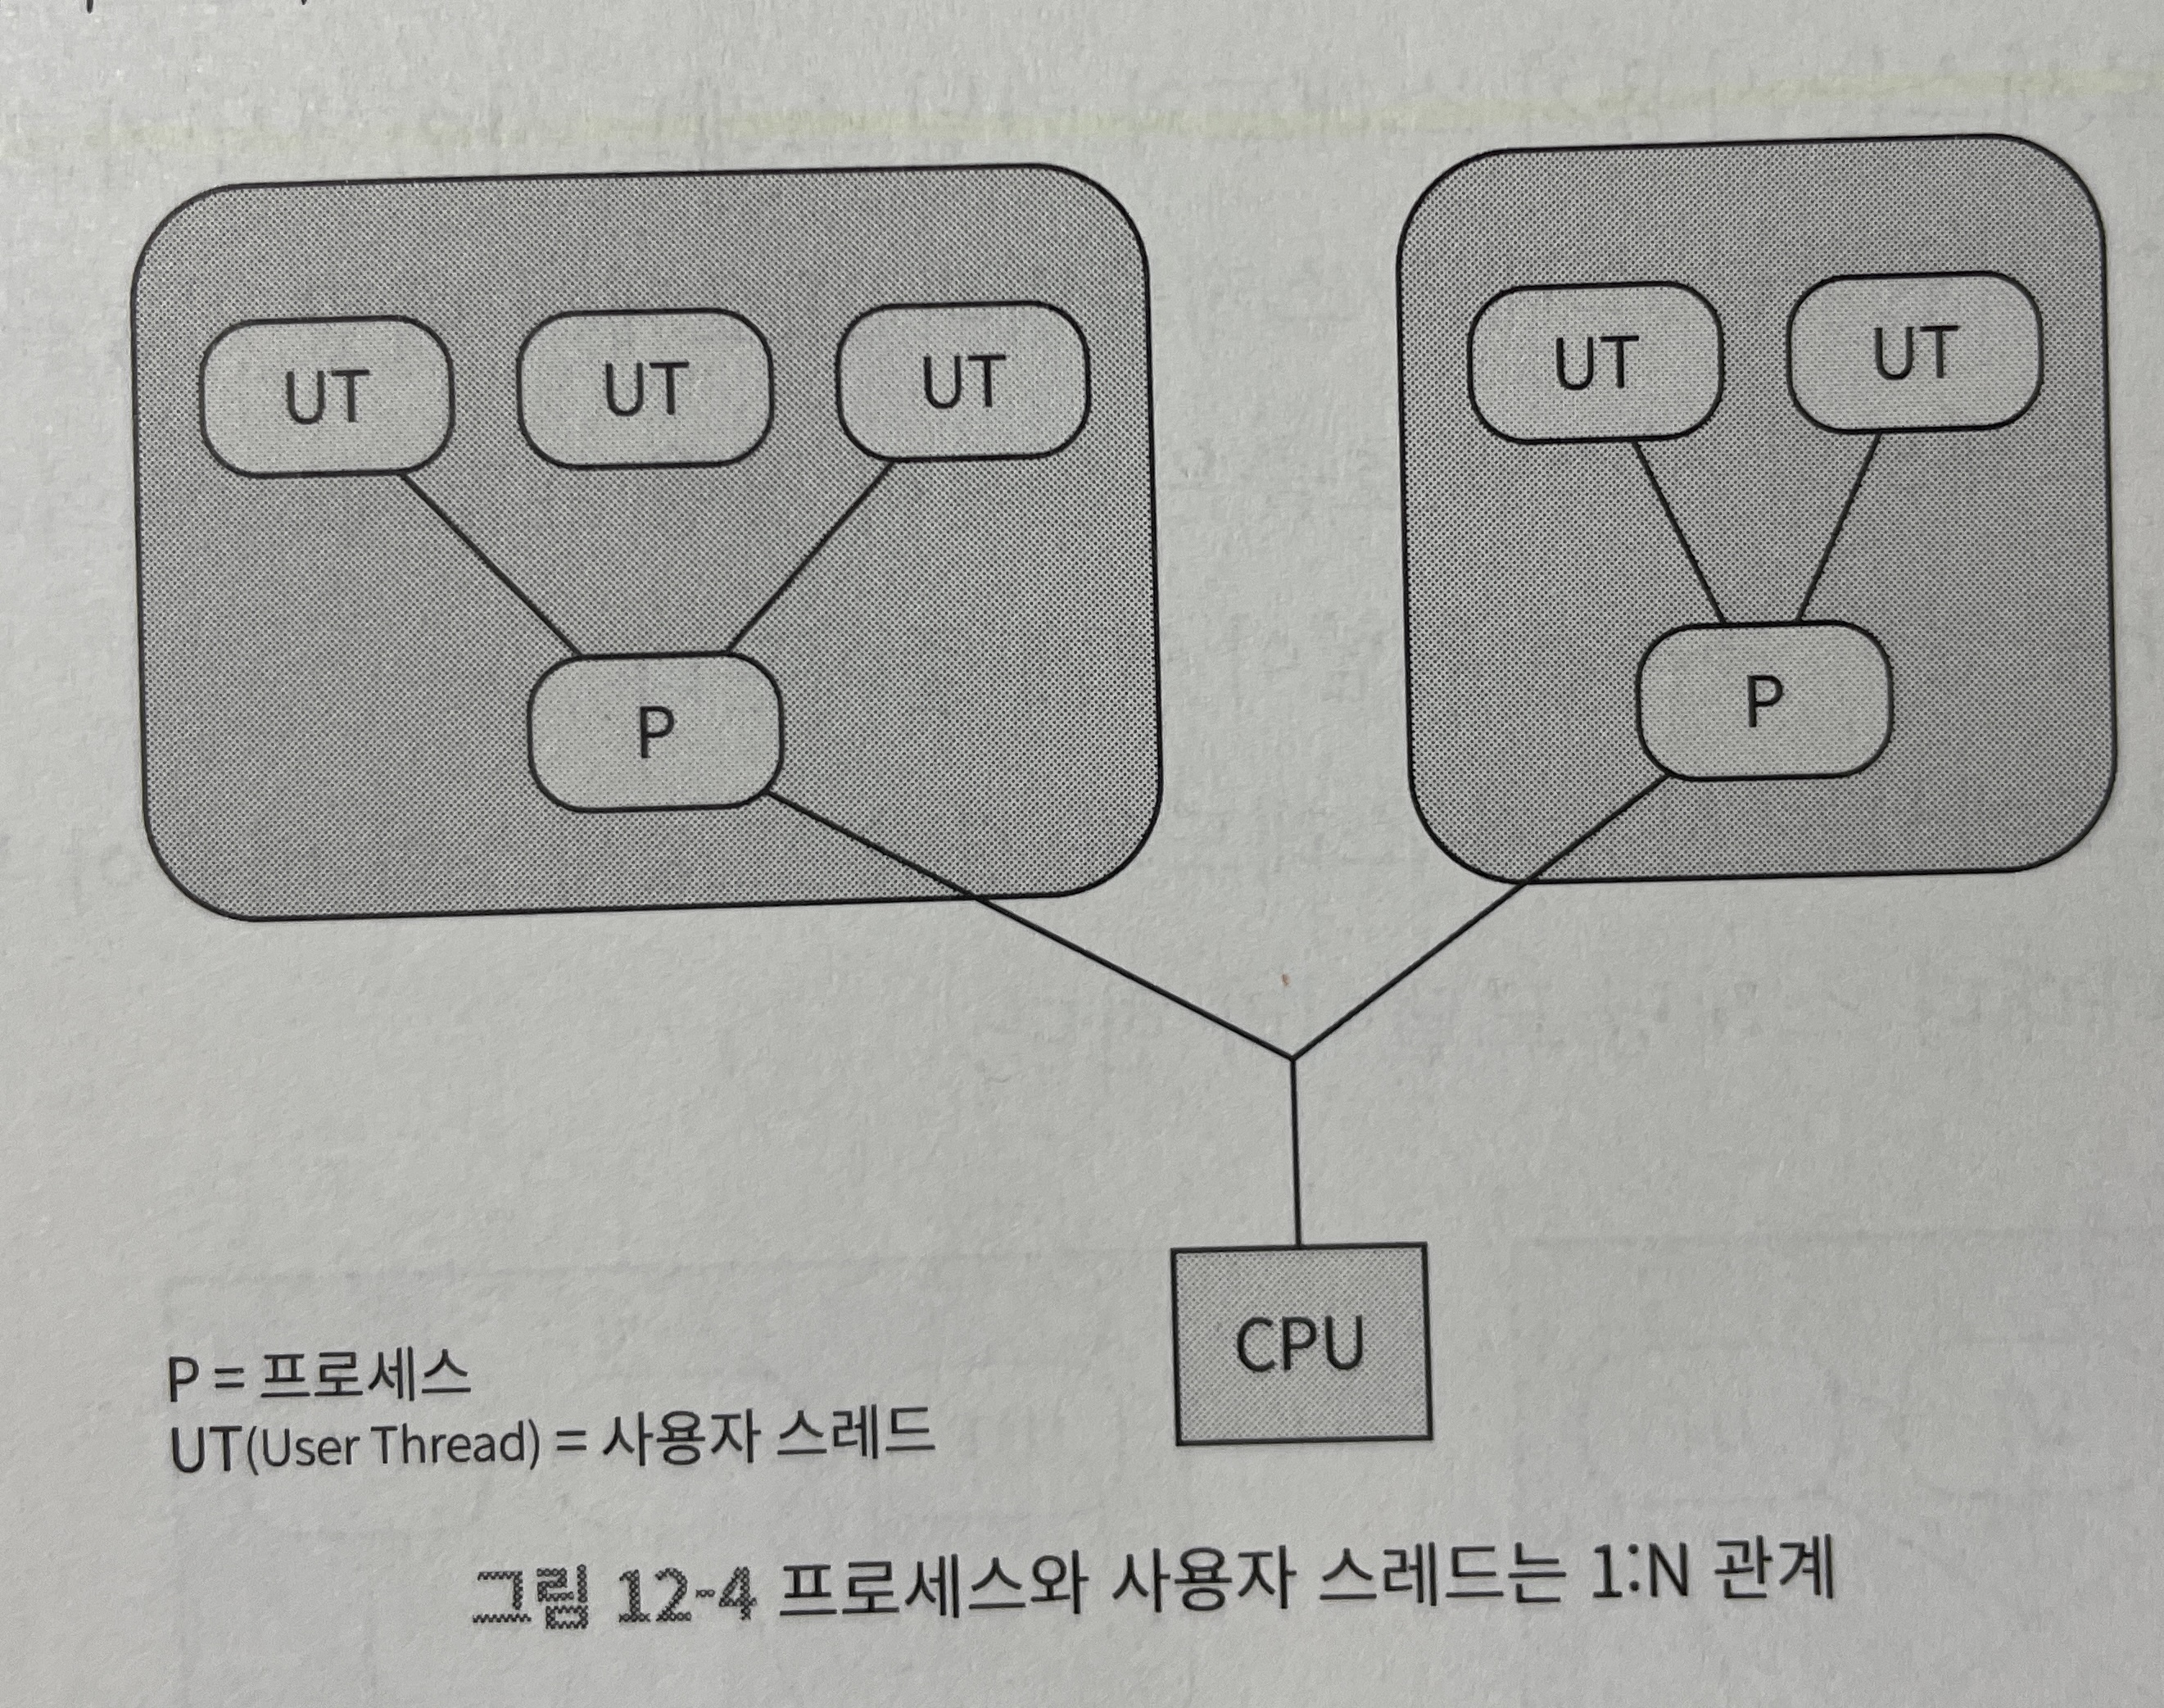 UT UT UT UT UT
P P
CPU
P = 프로세스
UT(User Thread) = 사용자 스레드
그림 12-4 프로세스와 사용자 스레드는 1:N 관계